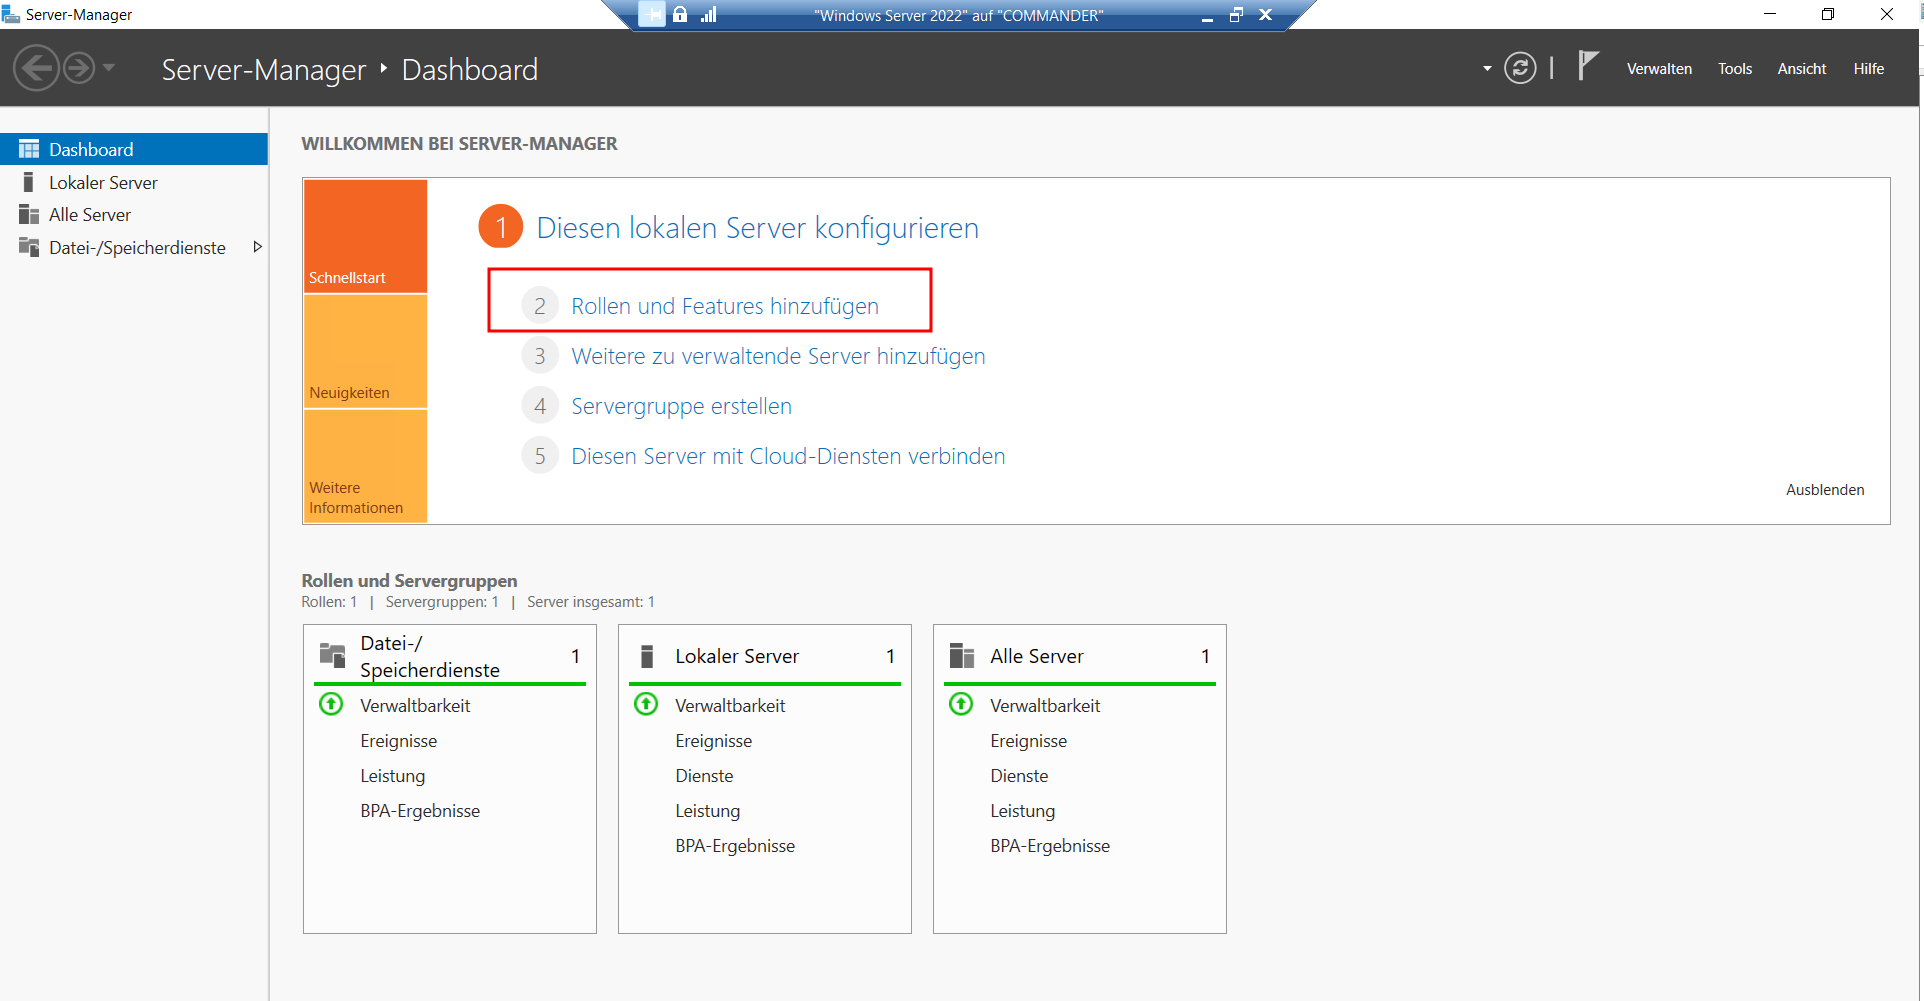 Server-Manager
"Windows Server 2022" auf "COMMANDER"
Server-Manager Dashboard
Verwalten Tools Ansicht Hilfe
Dashboard
Lokaler Server
Alle Server
Datei-/Speicherdienste
WILLKOMMEN BEI SERVER-MANAGER
Schnellstart
Neuigkeiten
Weitere
Informationen
1 Diesen lokalen Server konfigurieren
2 Rollen und Features hinzufügen
3 Weitere zu verwaltende Server hinzufügen
4 Servergruppe erstellen
5 Diesen Server mit Cloud-Diensten verbinden
Ausblenden
Rollen und Servergruppen
Rollen: 1 | Servergruppen: 1 | Server insgesamt: 1
Datei-/
Speicherdienste 1
Verwaltbarkeit
Ereignisse
Leistung
BPA-Ergebnisse
Lokaler Server 1
Verwaltbarkeit
Ereignisse
Dienste
Leistung
BPA-Ergebnisse
Alle Server 1
Verwaltbarkeit
Ereignisse
Dienste
Leistung
BPA-Ergebnisse